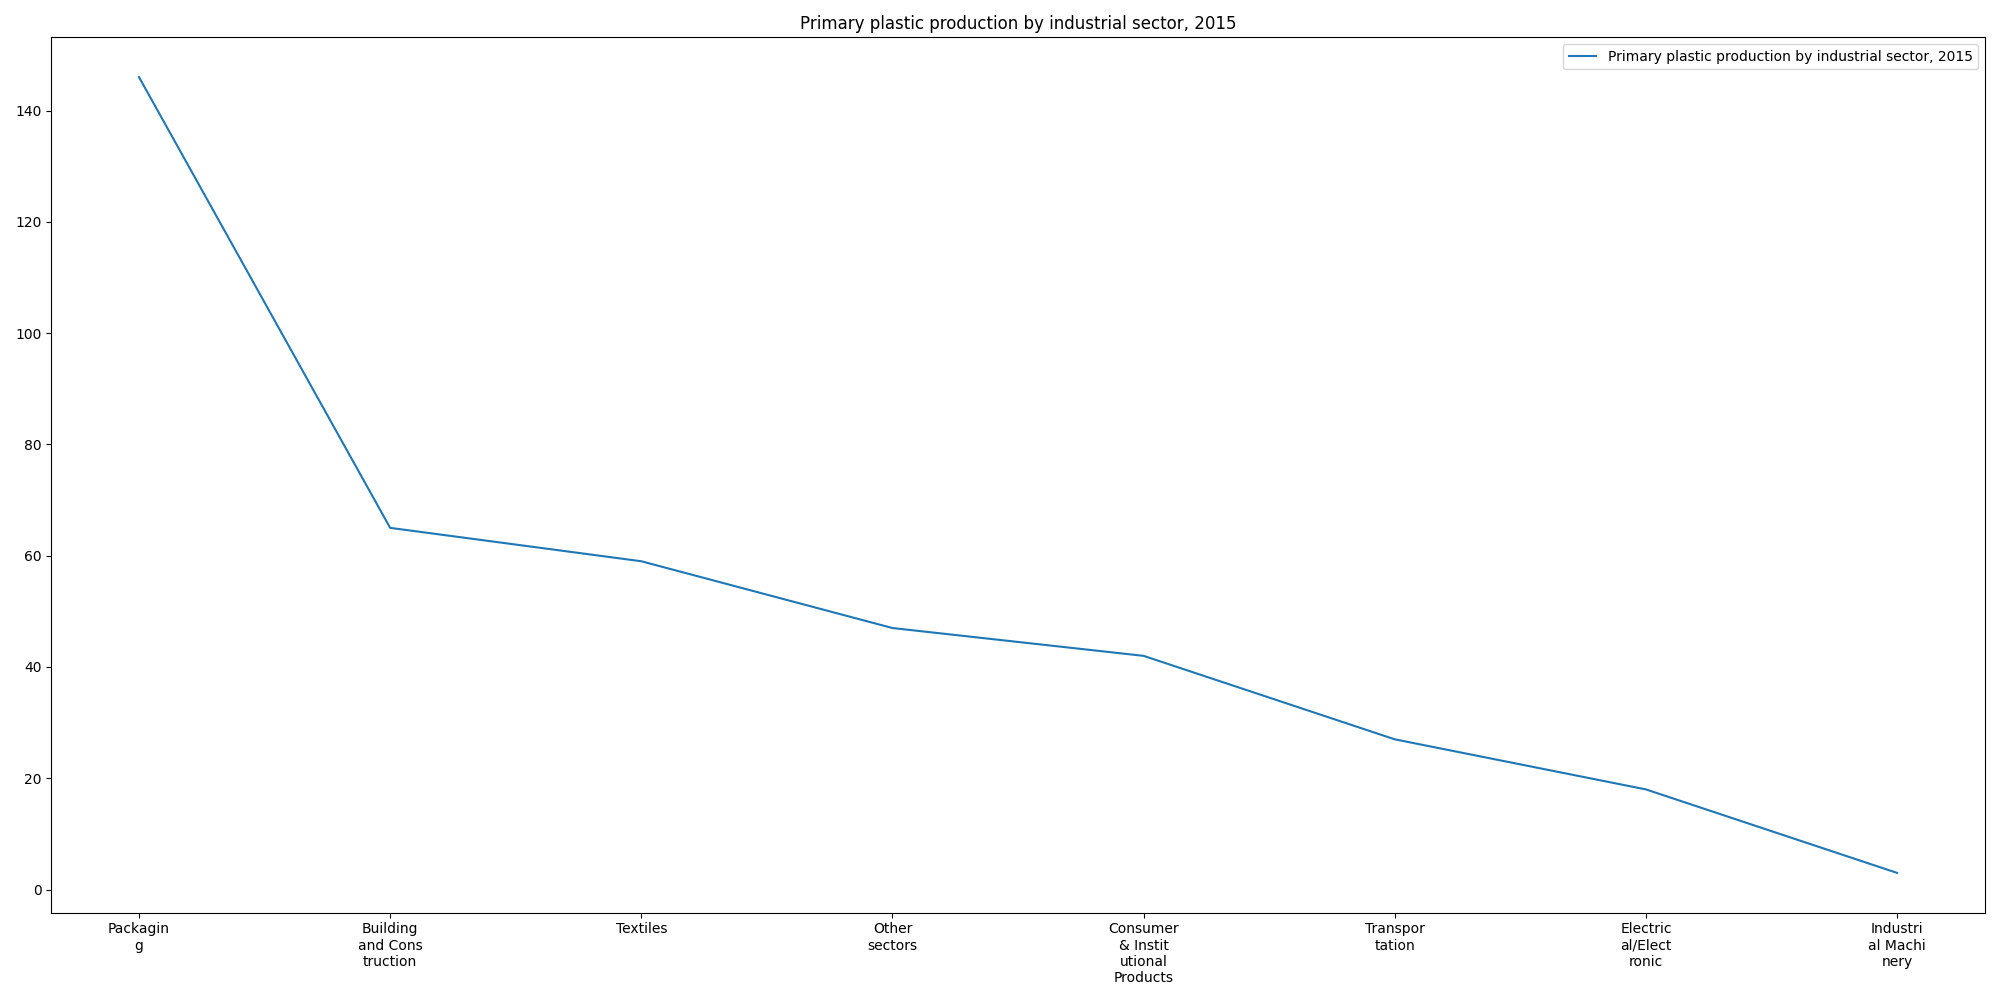 Primary plastic production by industrial sector, 2015
Primary plastic production by industrial sector, 2015
140
120
100
80
60
40
20
0
Packagin
g
Building
and Cons
truction
Textiles
Other
sectors
Consumer
& Instit
utional
Products
Transpor
tation
Electric
al/Elect
ronic
Industri
al Machi
nery